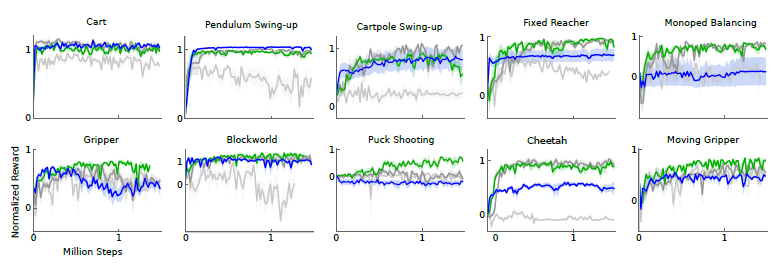 Cart
Pendulum Swing-up
Cartpole Swing-up
Fixed Reacher
Monoped Balancing
1
0
1
0
1
0
1
0
1
0
Gripper
Blockworld
Puck Shooting
Cheetah
Moving Gripper
Normalized Reward
1
0
1
0
1
0
1
0
1
0
0
1
0
1
0
1
0
1
0
1
Million Steps